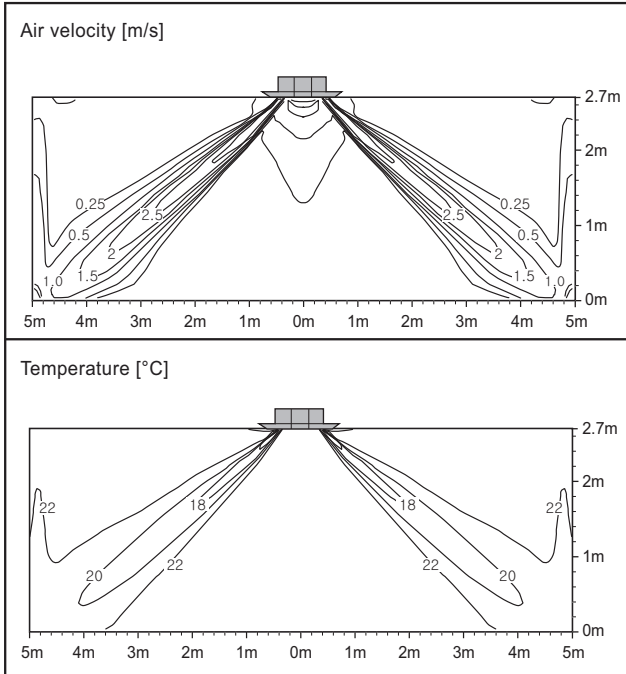 Air velocity [m/s]
2.7m
2m
0.25 0.25
2.5 2.5
1m
0.5 0.5
2 2
1.0 1.5 1.5 1.0
0m
5m 4m 3m 2m 1m 0m 1m 2m 3m 4m 5m
Temperature [°C]
2.7m
2m
22 18 18 22
1m
20 22 22 20
0m
5m 4m 3m 2m 1m 0m 1m 2m 3m 4m 5m